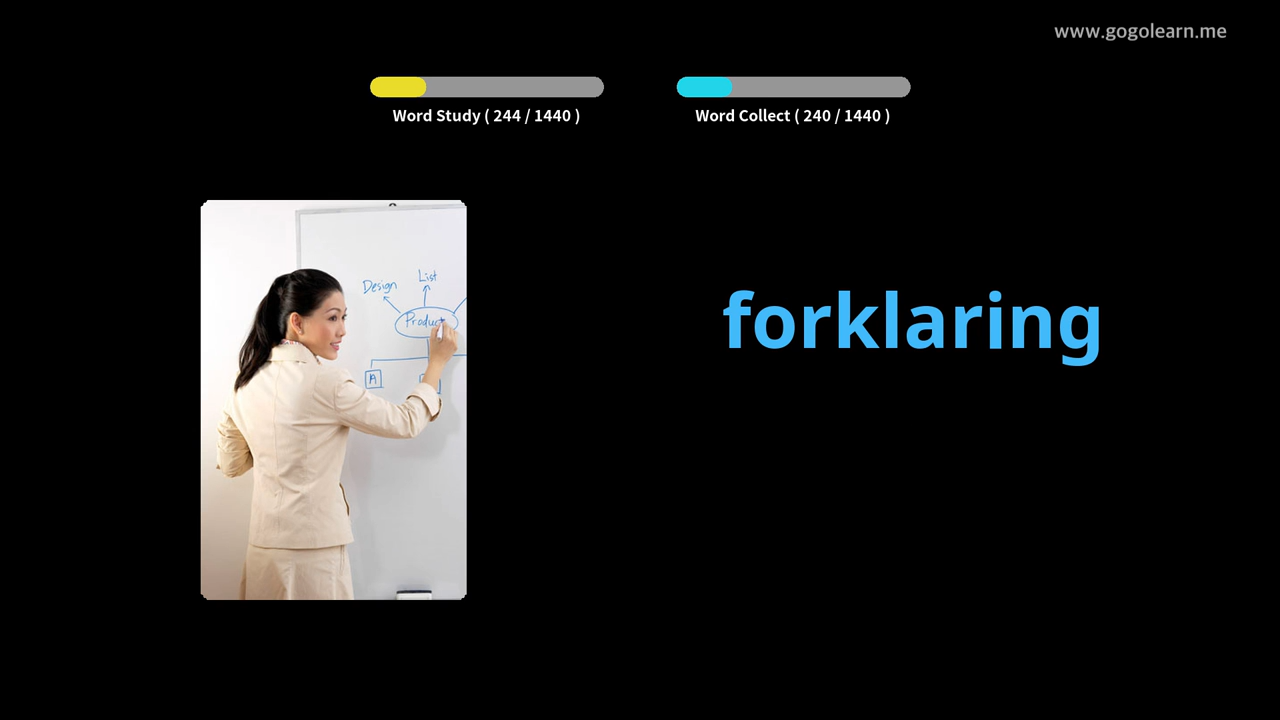 www.gogolearn.me
Word Study ( 244 / 1440 )
Word Collect ( 240 / 1440 )
List
Design
Product
A
forklaring